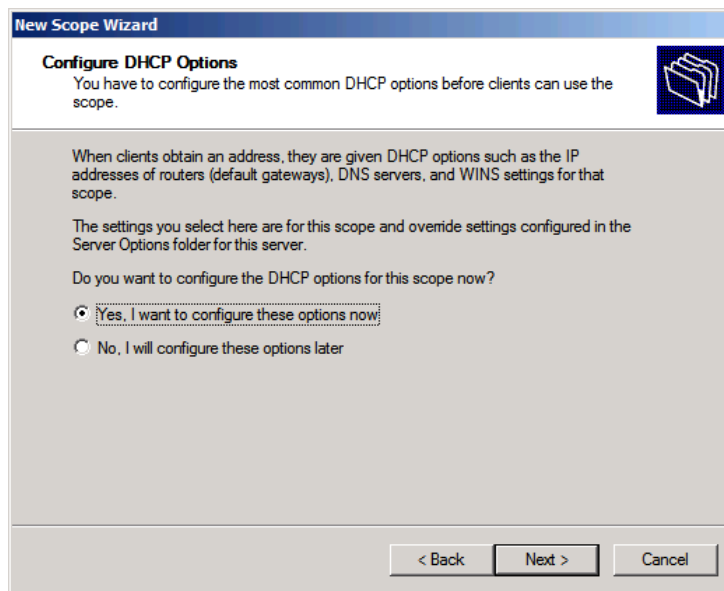 New Scope Wizard
Configure DHCP Options
You have to configure the most common DHCP options before clients can use the
scope.
When clients obtain an address, they are given DHCP options such as the IP
addresses of routers (default gateways), DNS servers, and WINS settings for that
scope.
The settings you select here are for this scope and override settings configured in the
Server Options folder for this server.
Do you want to configure the DHCP options for this scope now?
Yes, I want to configure these options now
No, I will configure these options later
< Back Next > Cancel